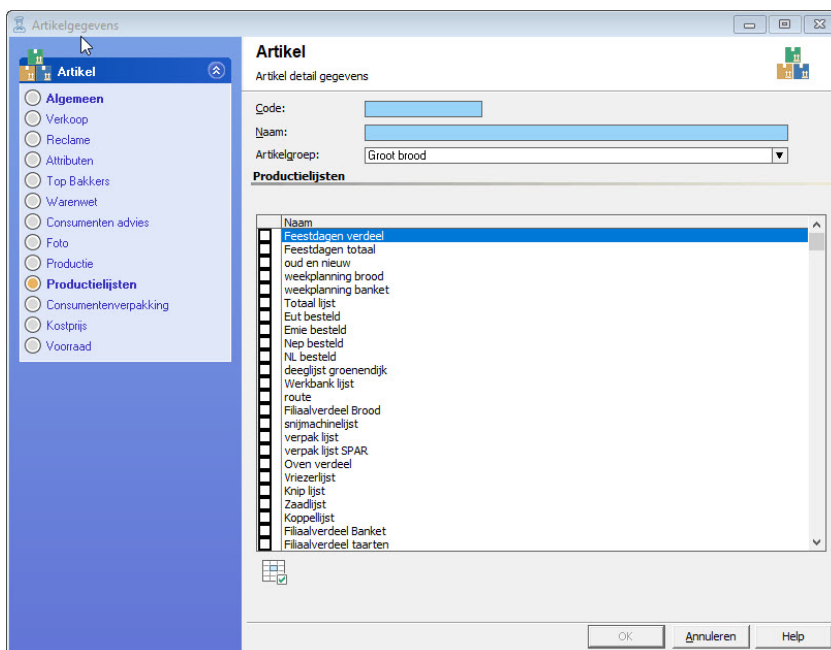 Artikelgegevens
Artikel
Algemeen
Verkoop
Reclame
Attributen
Top Bakkers
Warenwet
Consumenten advies
Foto
Productie
Productielijsten
Consumentenverpakking
Kostprijs
Voorraad
Artikel
Artikel detail gegevens
Code:
Naam:
Artikelgroep: Groot brood
Productielijsten
Naam
Feestdagen verdeel
Feestdagen totaal
oud en nieuw
weekplanning brood
weekplanning banket
Totaal lijst
Eut besteld
Emie besteld
Nep besteld
NL besteld
deeglijst groenendijk
Werkbank lijst
route
Filiaalverdeel Brood
snijmachinelijst
verpak lijst
verpak lijst SPAR
Oven verdeel
Vriezerlijst
Knip lijst
Zaadlijst
Koppellijst
Filiaalverdeel Banket
Filiaalverdeel taarten
OK Annuleren Help